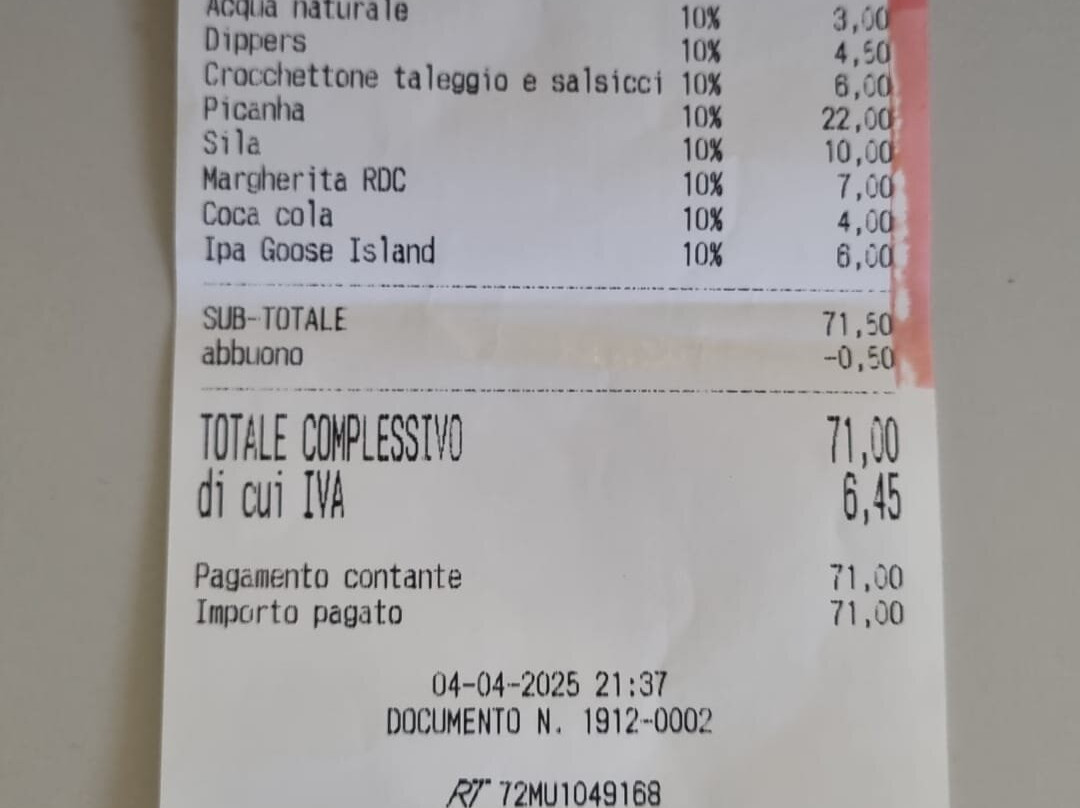 Acqua naturale 10% 3,00
Dippers 10% 4,50
Crocchettone taleggio e salsicci 10% 6,00
Picanha 10% 22,00
Sila 10% 10,00
Margherita RDC 10% 7,00
Coca cola 10% 4,00
Ipa Goose Island 10% 6,00
SUB-TOTALE 71,50
abbuono -0,50
TOTALE COMPLESSIVO 71,00
di cui IVA 6,45
Pagamento contante 71,00
Importo pagato 71,00
04-04-2025 21:37
DOCUMENTO N. 1912-0002
RT 72MU1049168